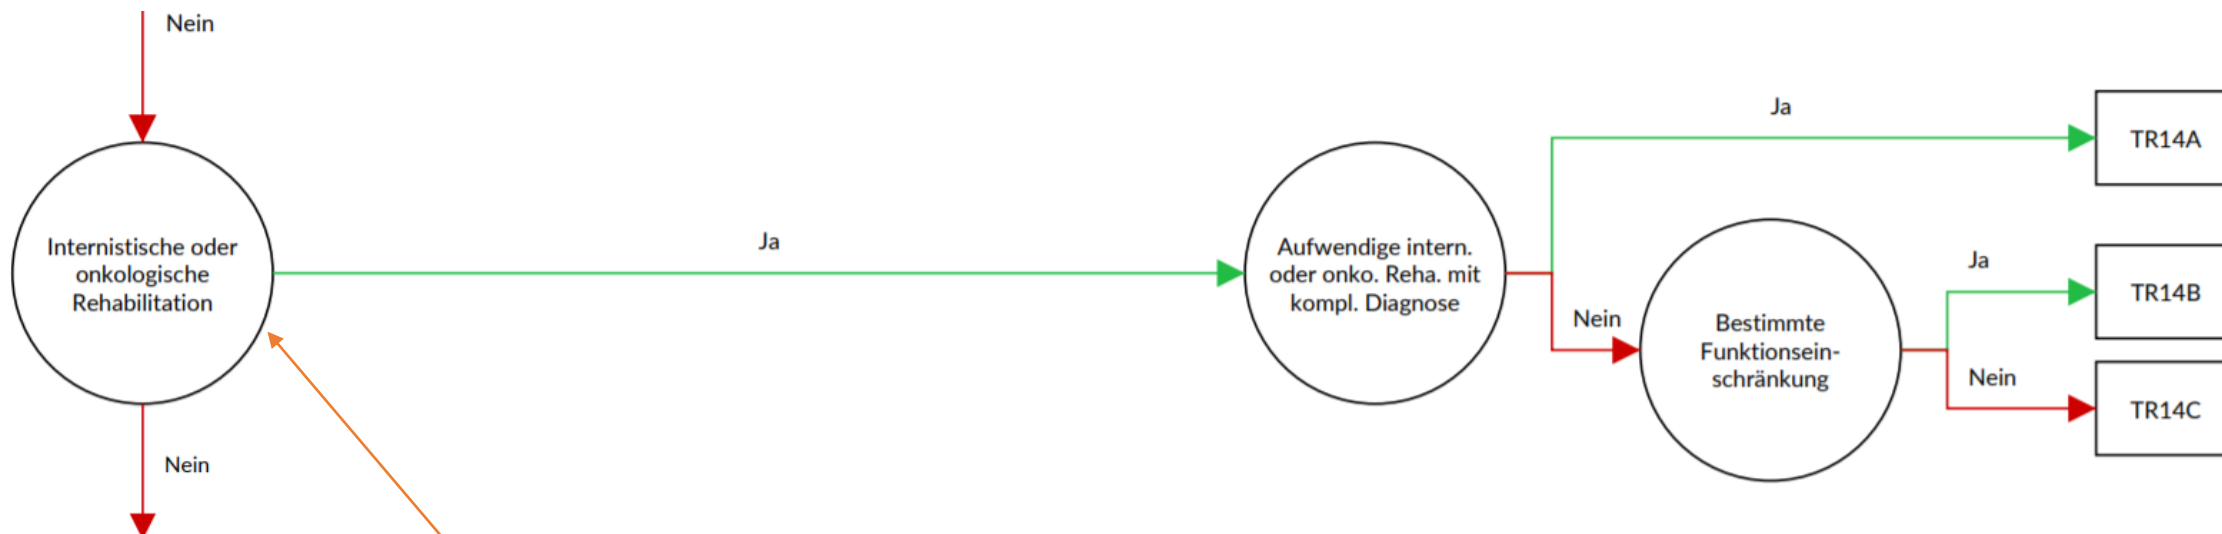 Nein
Internistische oder
onkologische
Rehabilitation
Nein
Ja
Aufwendige intern.
oder onko. Reha. mit
kompl. Diagnose
Ja
TR14A
Nein
Bestimmte
Funktionsein-
schränkung
Ja
TR14B
Nein
TR14C